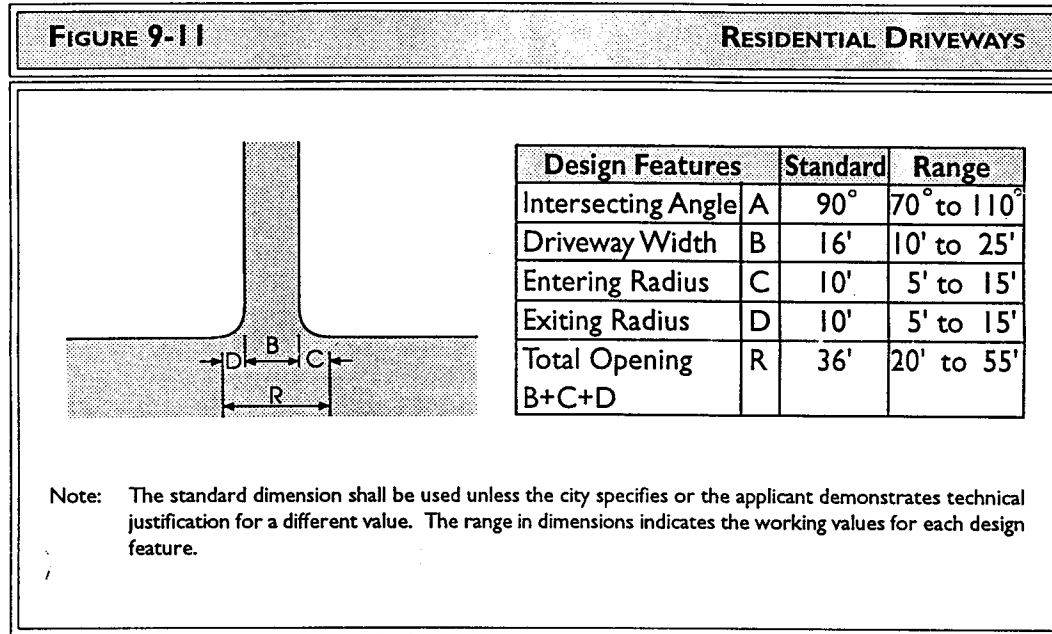 FIGURE 9-11
RESIDENTIAL DRIVEWAYS
D B C
R
Design Features Standard Range
Intersecting Angle A 90° 70° to 110°
Driveway Width B 16' 10' to 25'
Entering Radius C 10' 5' to 15'
Exiting Radius D 10' 5' to 15'
Total Opening R 36' 20' to 55'
B+C+D
Note: The standard dimension shall be used unless the city specifies or the applicant demonstrates technical
justification for a different value. The range in dimensions indicates the working values for each design
feature.